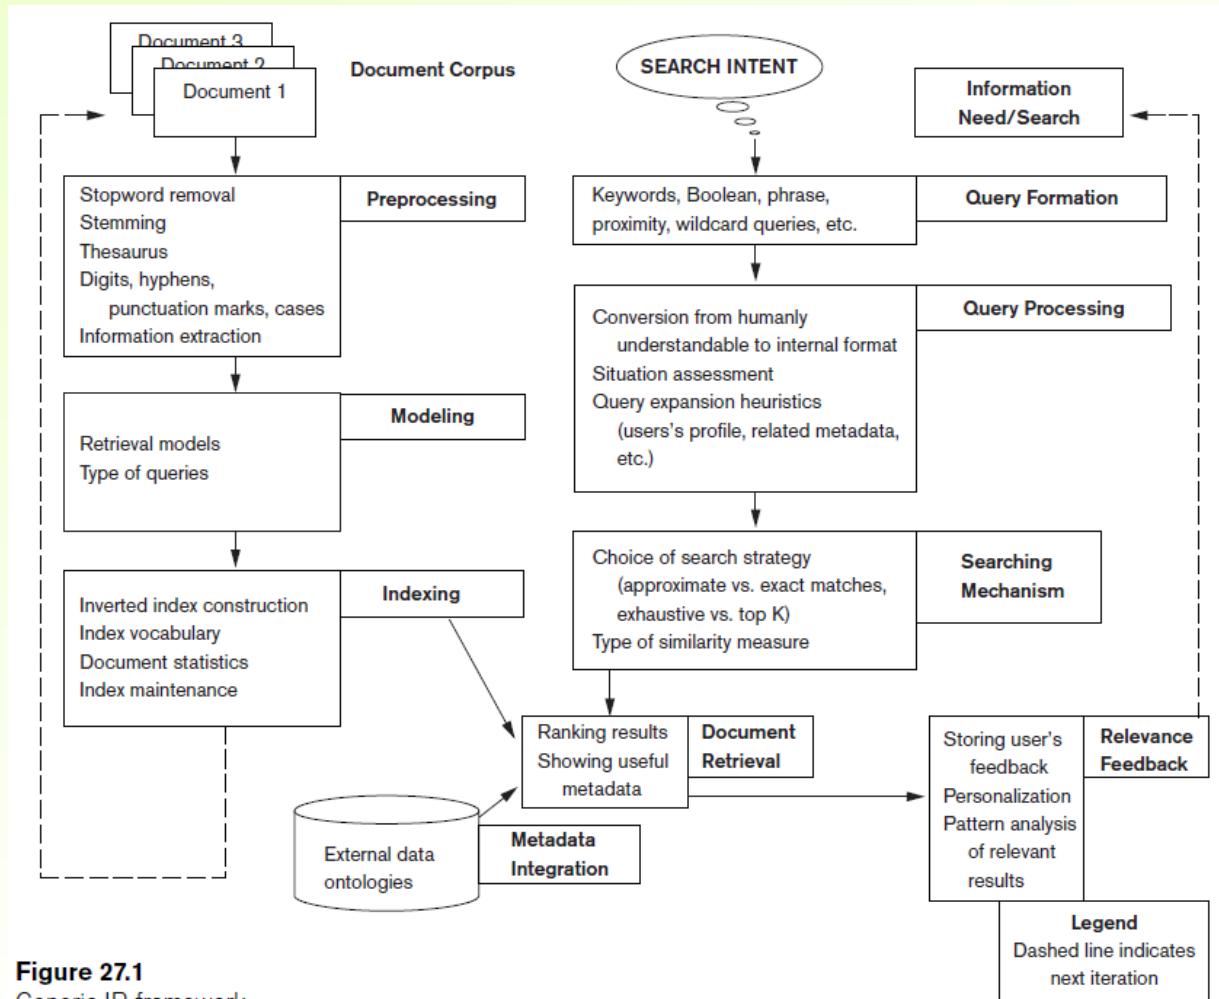 Document 3
Document 2
Document 1
Document Corpus
Stopword removal
Stemming
Thesaurus
Digits, hyphens,
punctuation marks, cases
Information extraction
Preprocessing
Retrieval models
Type of queries
Modeling
Inverted index construction
Index vocabulary
Document statistics
Index maintenance
Indexing
SEARCH INTENT
Information
Need/Search
Keywords, Boolean, phrase,
proximity, wildcard queries, etc.
Query Formation
Conversion from humanly
understandable to internal format
Situation assessment
Query expansion heuristics
(users's profile, related metadata,
etc.)
Query Processing
Choice of search strategy
(approximate vs. exact matches,
exhaustive vs. top K)
Type of similarity measure
Searching
Mechanism
Ranking results
Showing useful
metadata
Document
Retrieval
External data
ontologies
Metadata
Integration
Storing user's
feedback
Personalization
Pattern analysis
of relevant
results
Relevance
Feedback
Legend
Dashed line indicates
next iteration
Figure 27.1
Generic IR framework